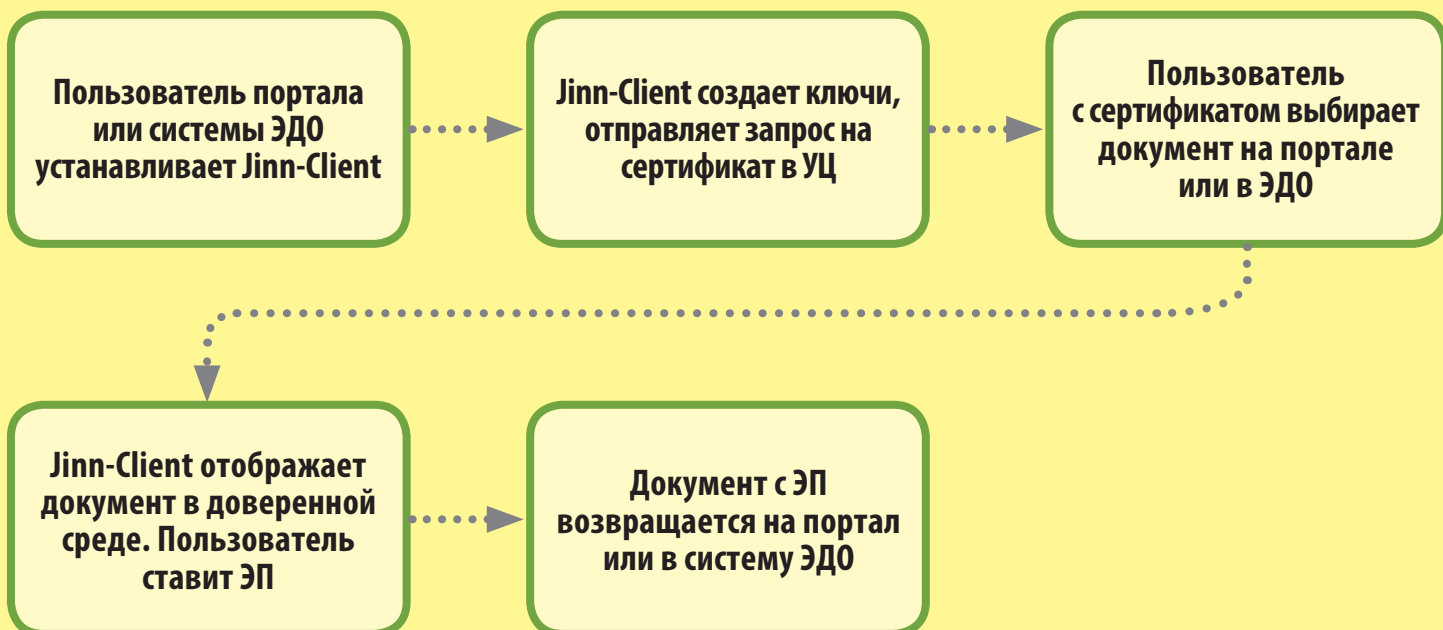 Пользователь портала
или системы ЭДО
устанавливает Jinn-Client
Jinn-Client создает ключи,
отправляет запрос на
сертификат в УЦ
Пользователь
с сертификатом выбирает
документ на портале
или в ЭДО
Jinn-Client отображает
документ в доверенной
среде. Пользователь
ставит ЭП
Документ с ЭП
возвращается на портал
или в систему ЭДО